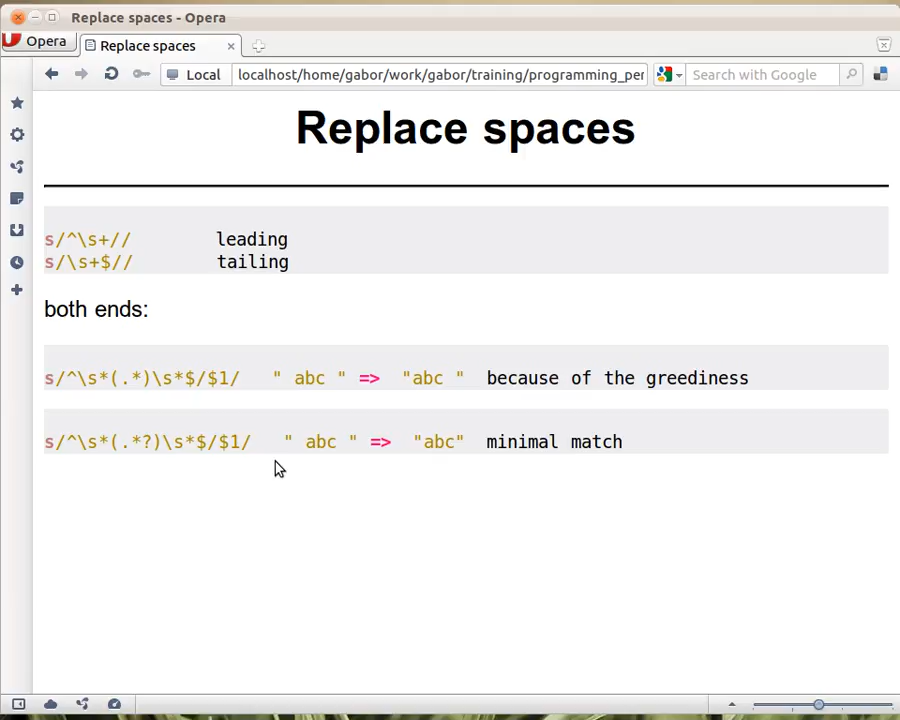 Replace spaces - Opera
Opera
Replace spaces
Local
localhost/home/gabor/work/gabor/training/programming_per
Search with Google
Replace spaces
s/^\s+// leading
s/\s+$// tailing
both ends:
s/^\s*(.*)\s*$/$1/ " abc " => "abc " because of the greediness
s/^\s*(.*?)\s*$/$1/ " abc " => "abc" minimal match